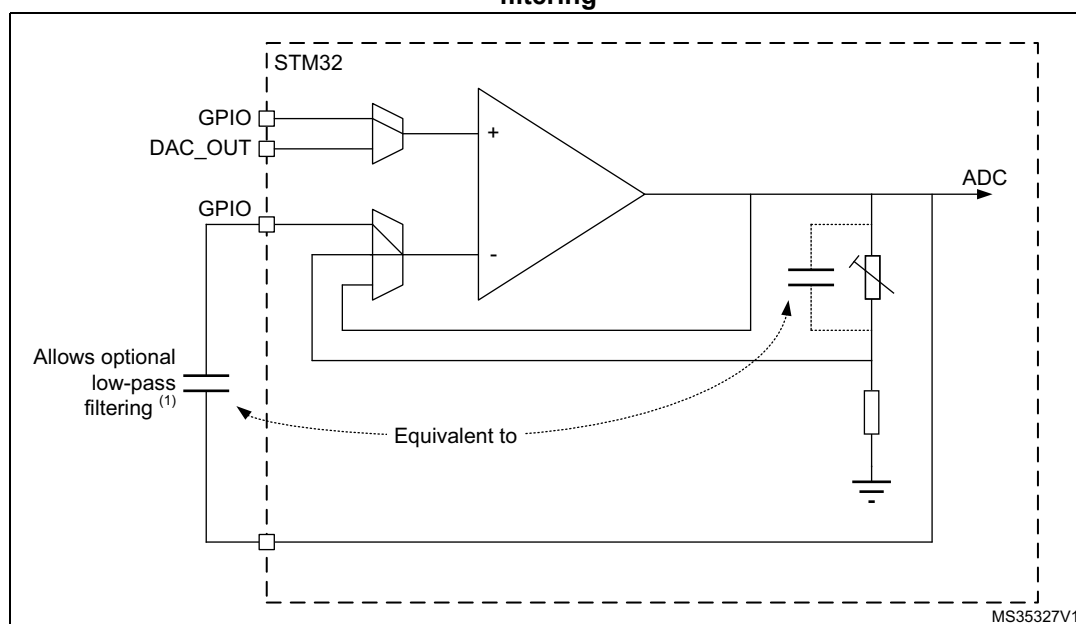 filtering
STM32
GPIO
DAC_OUT
+
ADC
GPIO
-
Allows optional
low-pass
filtering (1)
Equivalent to
MS35327V1